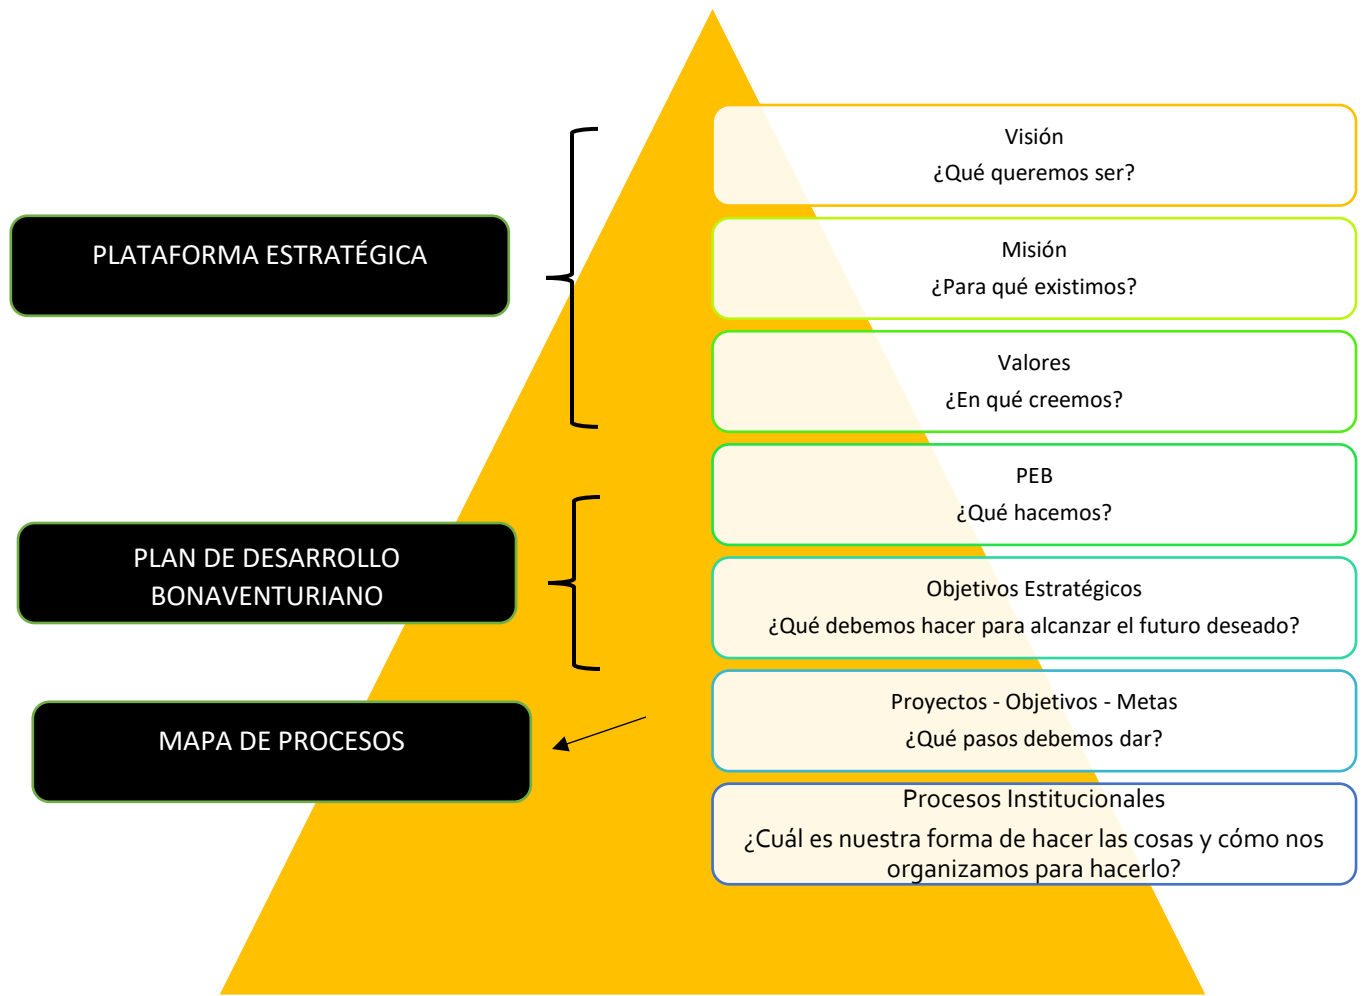 Visión
¿Qué queremos ser?
PLATAFORMA ESTRATÉGICA
Misión
¿Para qué existimos?
Valores
¿En qué creemos?
PEB
¿Qué hacemos?
PLAN DE DESARROLLO
BONAVENTURIANO
Objetivos Estratégicos
¿Qué debemos hacer para alcanzar el futuro deseado?
MAPA DE PROCESOS
Proyectos - Objetivos - Metas
¿Qué pasos debemos dar?
Procesos Institucionales
¿Cuál es nuestra forma de hacer las cosas y cómo nos
organizamos para hacerlo?